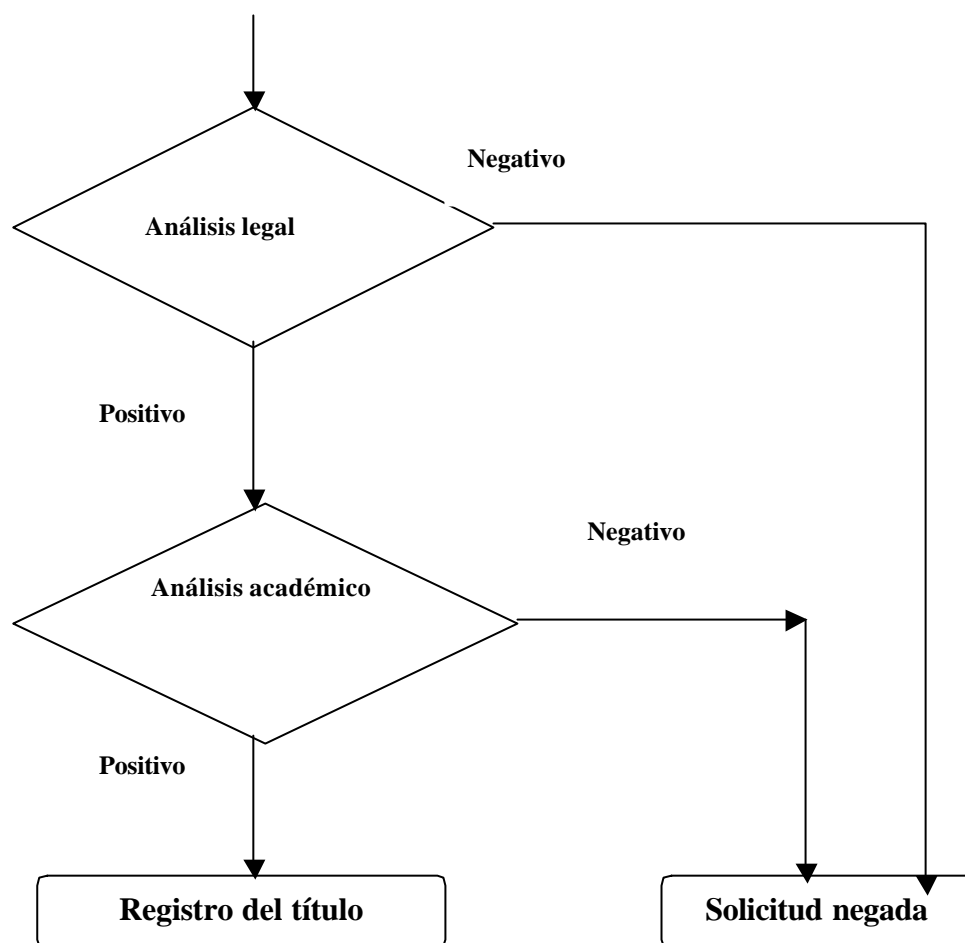 Negativo
Análisis legal
Positivo
Negativo
Análisis académico
Positivo
Registro del título
Solicitud negada